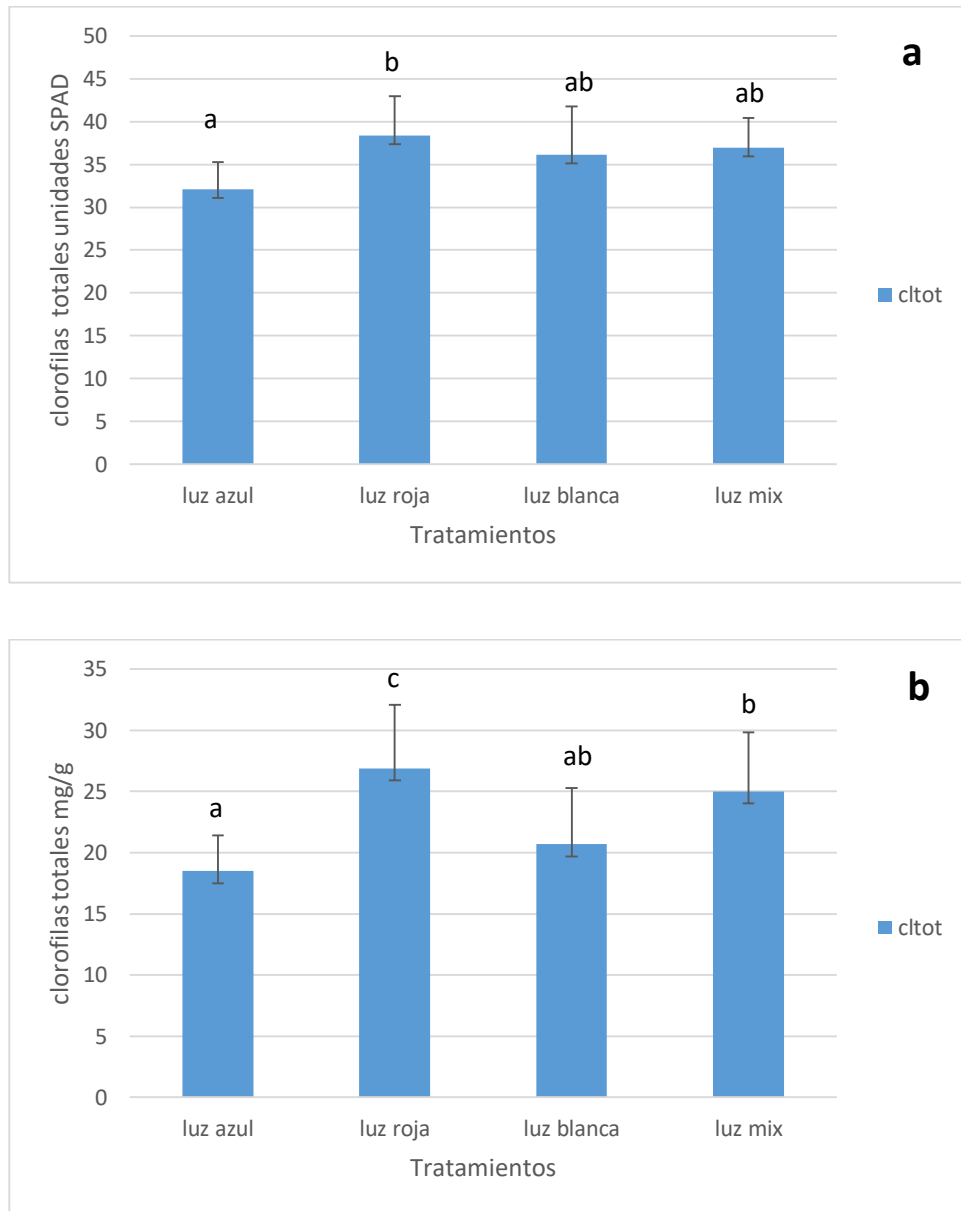 a
50
45
40
35
30
25
20
15
10
5
0
clorofilas totales unidades SPAD
a
b
ab
ab
luz azul
luz roja
luz blanca
luz mix
Tratamientos
cltot
b
35
30
25
20
15
10
5
0
clorofilas totales mg/g
a
c
ab
b
luz azul
luz roja
luz blanca
luz mix
Tratamientos
cltot